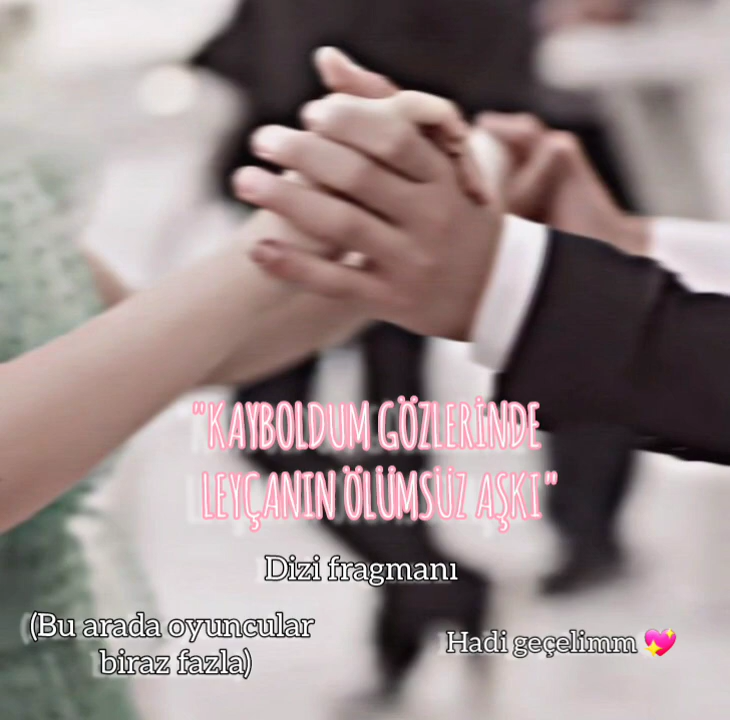 "KAYBOLDUM GÖZLERİNDE
LEYÇANIN ÖLÜMSÜZ AŞKI"
Dizi fragmanı
(Bu arada oyuncular
biraz fazla)
Hadi geçelimm 💖